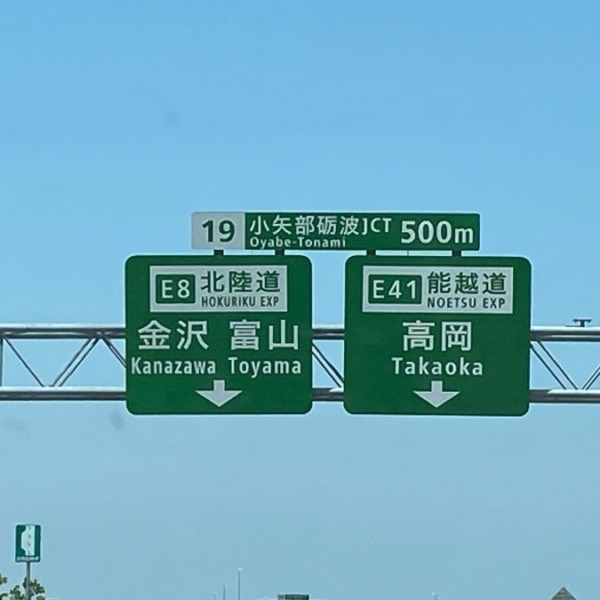 19 小矢部砺波JCT 500m
Oyabe-Tonami
E8 北陸道
HOKURIKU EXP
金沢 富山
Kanazawa Toyama
E41 能越道
NOETSU EXP
高岡
Takaoka